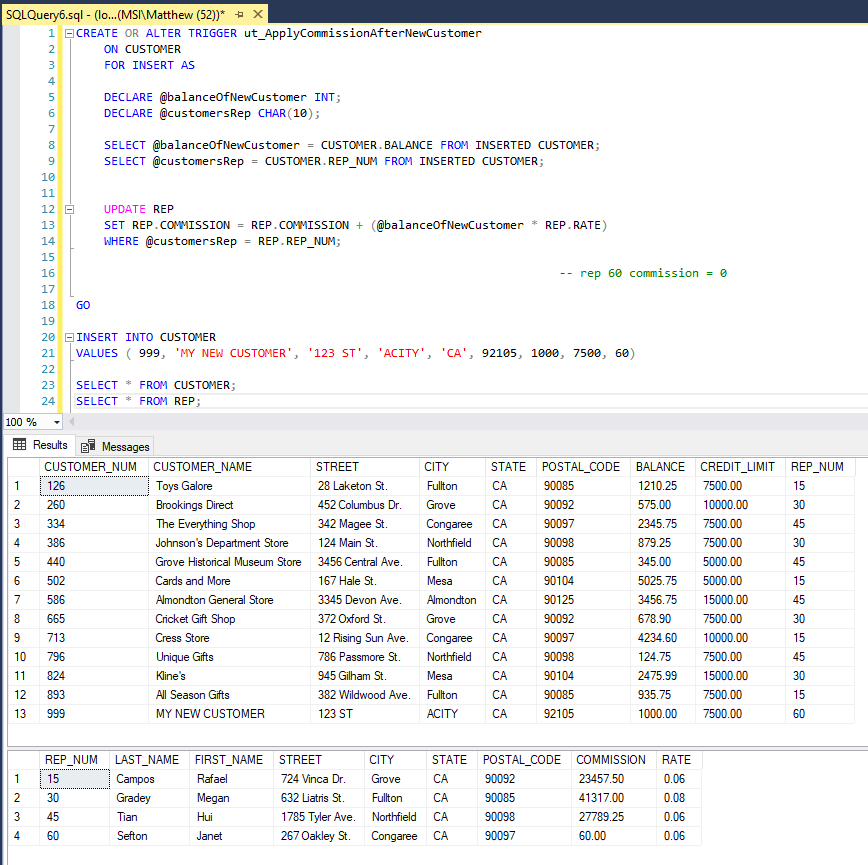 SQLQuery6.sql - (lo...(MSI\Matthew (52))*
1 CREATE OR ALTER TRIGGER ut_ApplyCommissionAfterNewCustomer
2 ON CUSTOMER
3 FOR INSERT AS
4
5 DECLARE @balanceOfNewCustomer INT;
6 DECLARE @customersRep CHAR(10);
7
8 SELECT @balanceOfNewCustomer = CUSTOMER.BALANCE FROM INSERTED CUSTOMER;
9 SELECT @customersRep = CUSTOMER.REP_NUM FROM INSERTED CUSTOMER;
10
11
12 UPDATE REP
13 SET REP.COMMISSION = REP.COMMISSION + (@balanceOfNewCustomer * REP.RATE)
14 WHERE @customersRep = REP.REP_NUM;
15
16 -- rep 60 commission = 0
17
18 GO
19
20 INSERT INTO CUSTOMER
21 VALUES ( 999, 'MY NEW CUSTOMER', '123 ST', 'ACITY', 'CA', 92105, 1000, 7500, 60)
22
23 SELECT * FROM CUSTOMER;
24 SELECT * FROM REP;
100 %
Results Messages
CUSTOMER_NUM CUSTOMER_NAME STREET CITY STATE POSTAL_CODE BALANCE CREDIT_LIMIT REP_NUM
1 126 Toys Galore 28 Laketon St. Fullton CA 90085 1210.25 7500.00 15
2 260 Brookings Direct 452 Columbus Dr. Grove CA 90092 575.00 10000.00 30
3 334 The Everything Shop 342 Magee St. Congaree CA 90097 2345.75 7500.00 45
4 386 Johnson's Department Store 124 Main St. Northfield CA 90098 879.25 7500.00 30
5 440 Grove Historical Museum Store 3456 Central Ave. Fullton CA 90085 345.00 5000.00 45
6 502 Cards and More 167 Hale St. Mesa CA 90104 5025.75 5000.00 15
7 586 Almondton General Store 3345 Devon Ave. Almondton CA 90125 3456.75 15000.00 45
8 665 Cricket Gift Shop 372 Oxford St. Grove CA 90092 678.90 7500.00 30
9 713 Cress Store 12 Rising Sun Ave. Congaree CA 90097 4234.60 10000.00 15
10 796 Unique Gifts 786 Passmore St. Northfield CA 90098 124.75 7500.00 45
11 824 Kline's 945 Gilham St. Mesa CA 90104 2475.99 15000.00 30
12 893 All Season Gifts 382 Wildwood Ave. Fullton CA 90085 935.75 7500.00 15
13 999 MY NEW CUSTOMER 123 ST ACITY CA 92105 1000.00 7500.00 60
REP_NUM LAST_NAME FIRST_NAME STREET CITY STATE POSTAL_CODE COMMISSION RATE
1 15 Campos Rafael 724 Vinca Dr. Grove CA 90092 23457.50 0.06
2 30 Gradey Megan 632 Liatris St. Fullton CA 90085 41317.00 0.08
3 45 Tian Hui 1785 Tyler Ave. Northfield CA 90098 27789.25 0.06
4 60 Sefton Janet 267 Oakley St. Congaree CA 90097 60.00 0.06